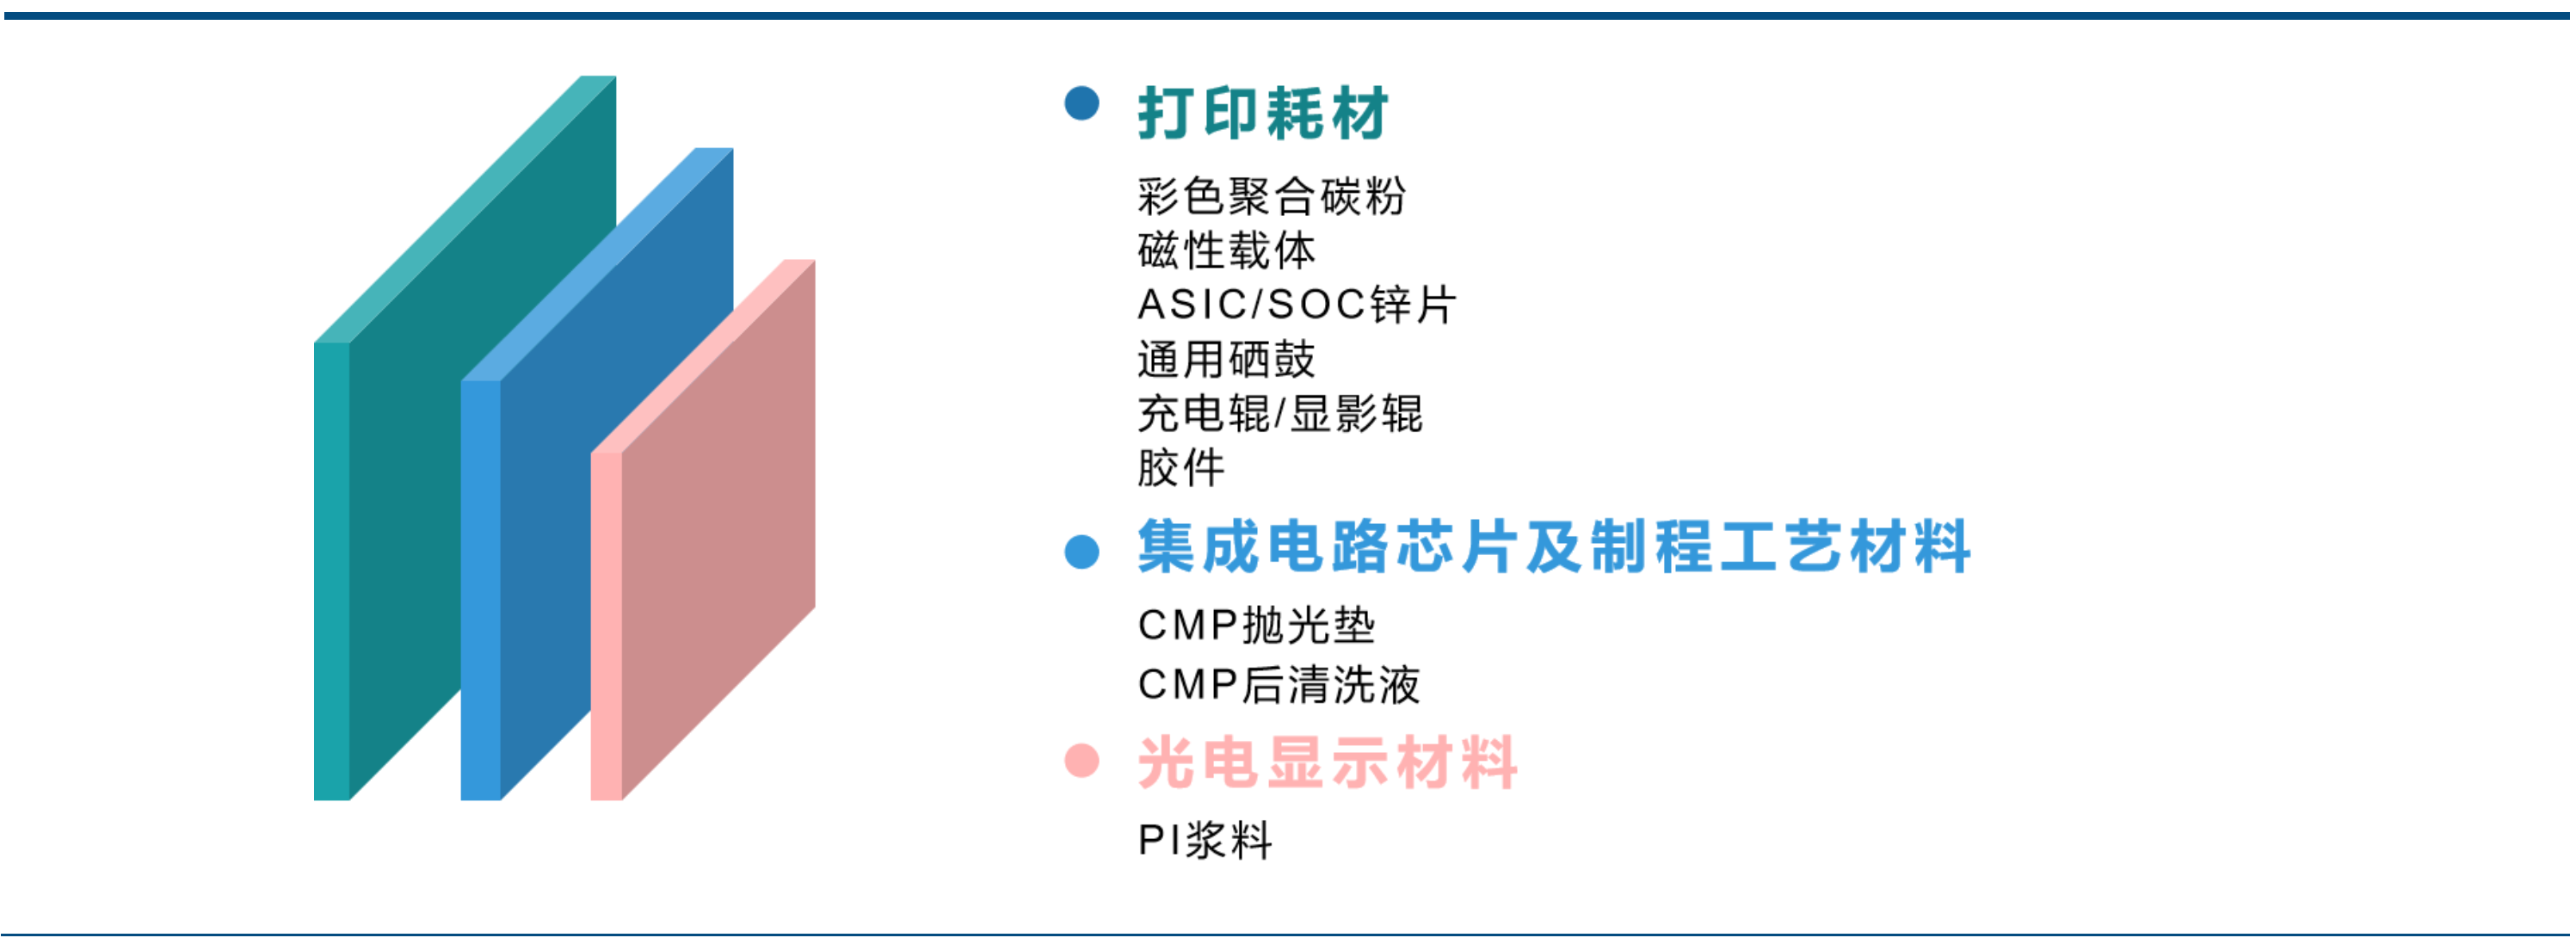 打印耗材
彩色聚合碳粉
磁性载体
ASIC/SOC锌片
通用硒鼓
充电辊/显影辊
胶件
集成电路芯片及制程工艺材料
CMP抛光垫
CMP后清洗液
光电显示材料
PI浆料